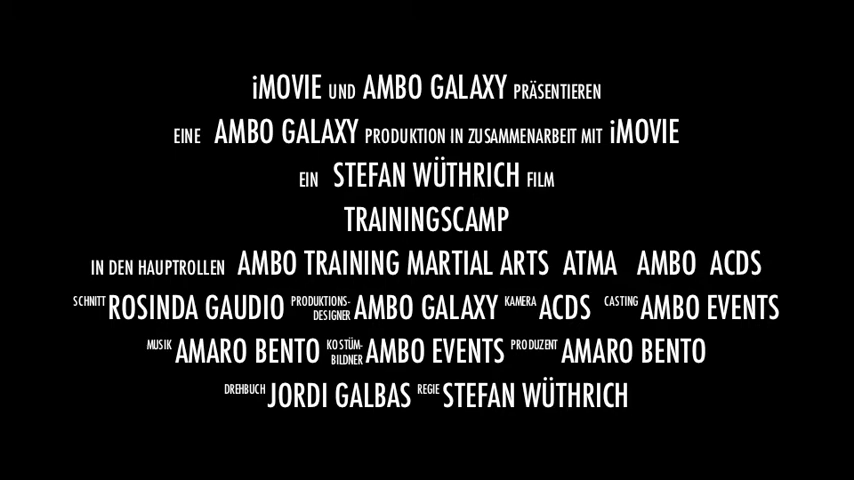 iMOVIE UND AMBO GALAXY PRÄSENTIEREN
EINE AMBO GALAXY PRODUKTION IN ZUSAMMENARBEIT MIT iMOVIE
EIN STEFAN WÜTHRICH FILM
TRAININGSCAMP
IN DEN HAUPTROLLEN AMBO TRAINING MARTIAL ARTS ATMA AMBO ACDS
SCHNITT ROSINDA GAUDIO PRODUKTIONS-DESIGNER AMBO GALAXY KAMERA ACDS CASTING AMBO EVENTS
MUSIK AMARO BENTO KOSTÜM-BILDNER AMBO EVENTS PRODUZENT AMARO BENTO
DREHBUCH JORDI GALBAS REGIE STEFAN WÜTHRICH